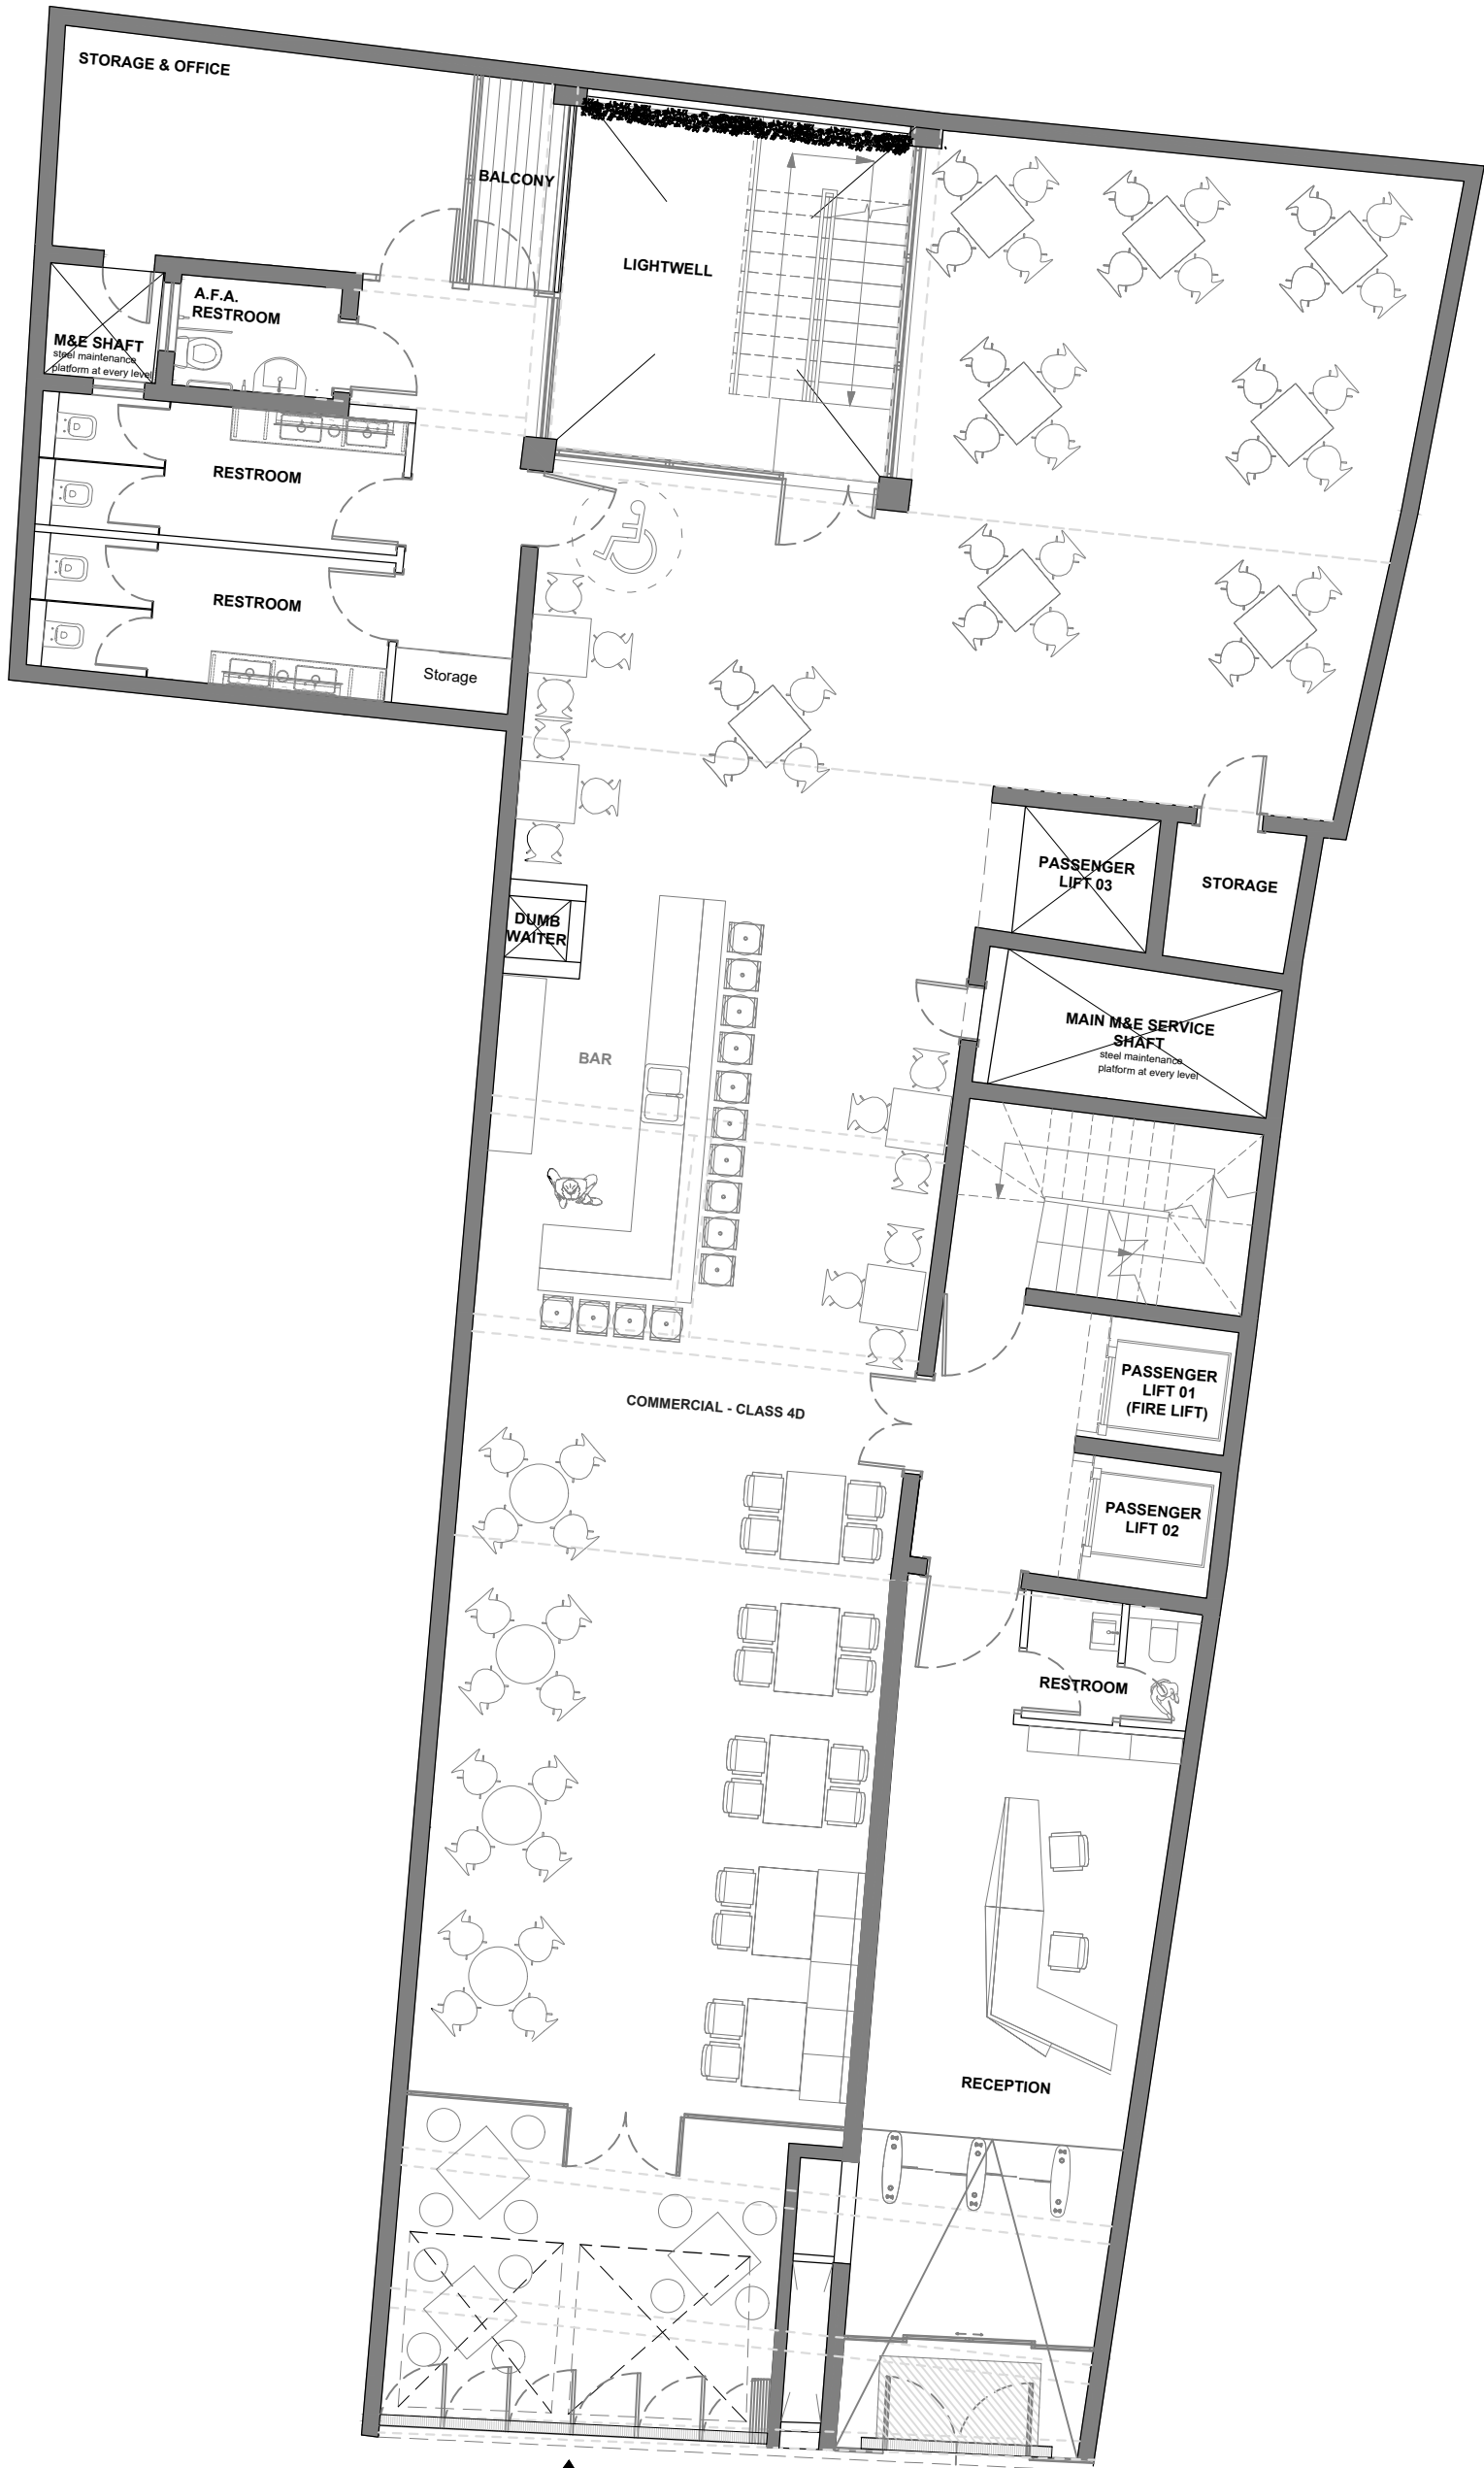 STORAGE & OFFICE
BALCONY
LIGHTWELL
A.F.A.
RESTROOM
M&E SHAFT
steel maintenance
platform at every level
RESTROOM
RESTROOM
Storage
PASSENGER
LIFT 03
STORAGE
DUMB
WAITER
MAIN M&E SERVICE
SHAFT
steel maintenance
platform at every level
BAR
PASSENGER
LIFT 01
(FIRE LIFT)
COMMERCIAL - CLASS 4D
PASSENGER
LIFT 02
RESTROOM
RECEPTION